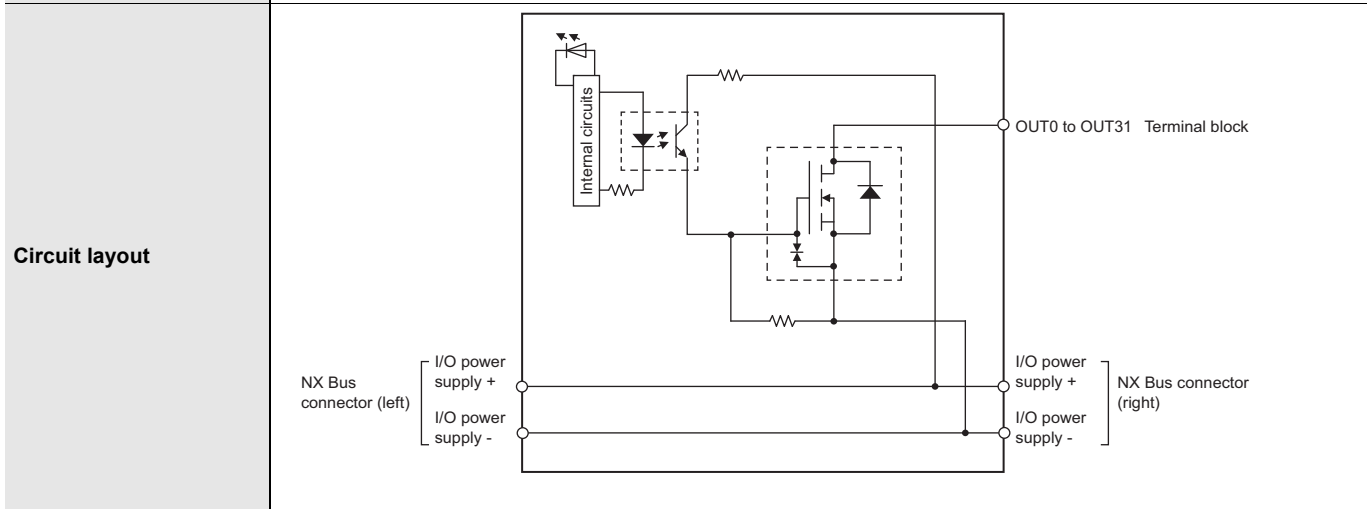 Circuit layout
Internal circuits
OUT0 to OUT31 Terminal block
NX Bus
connector (left)
I/O power
supply +
I/O power
supply -
I/O power
supply +
I/O power
supply -
NX Bus connector
(right)